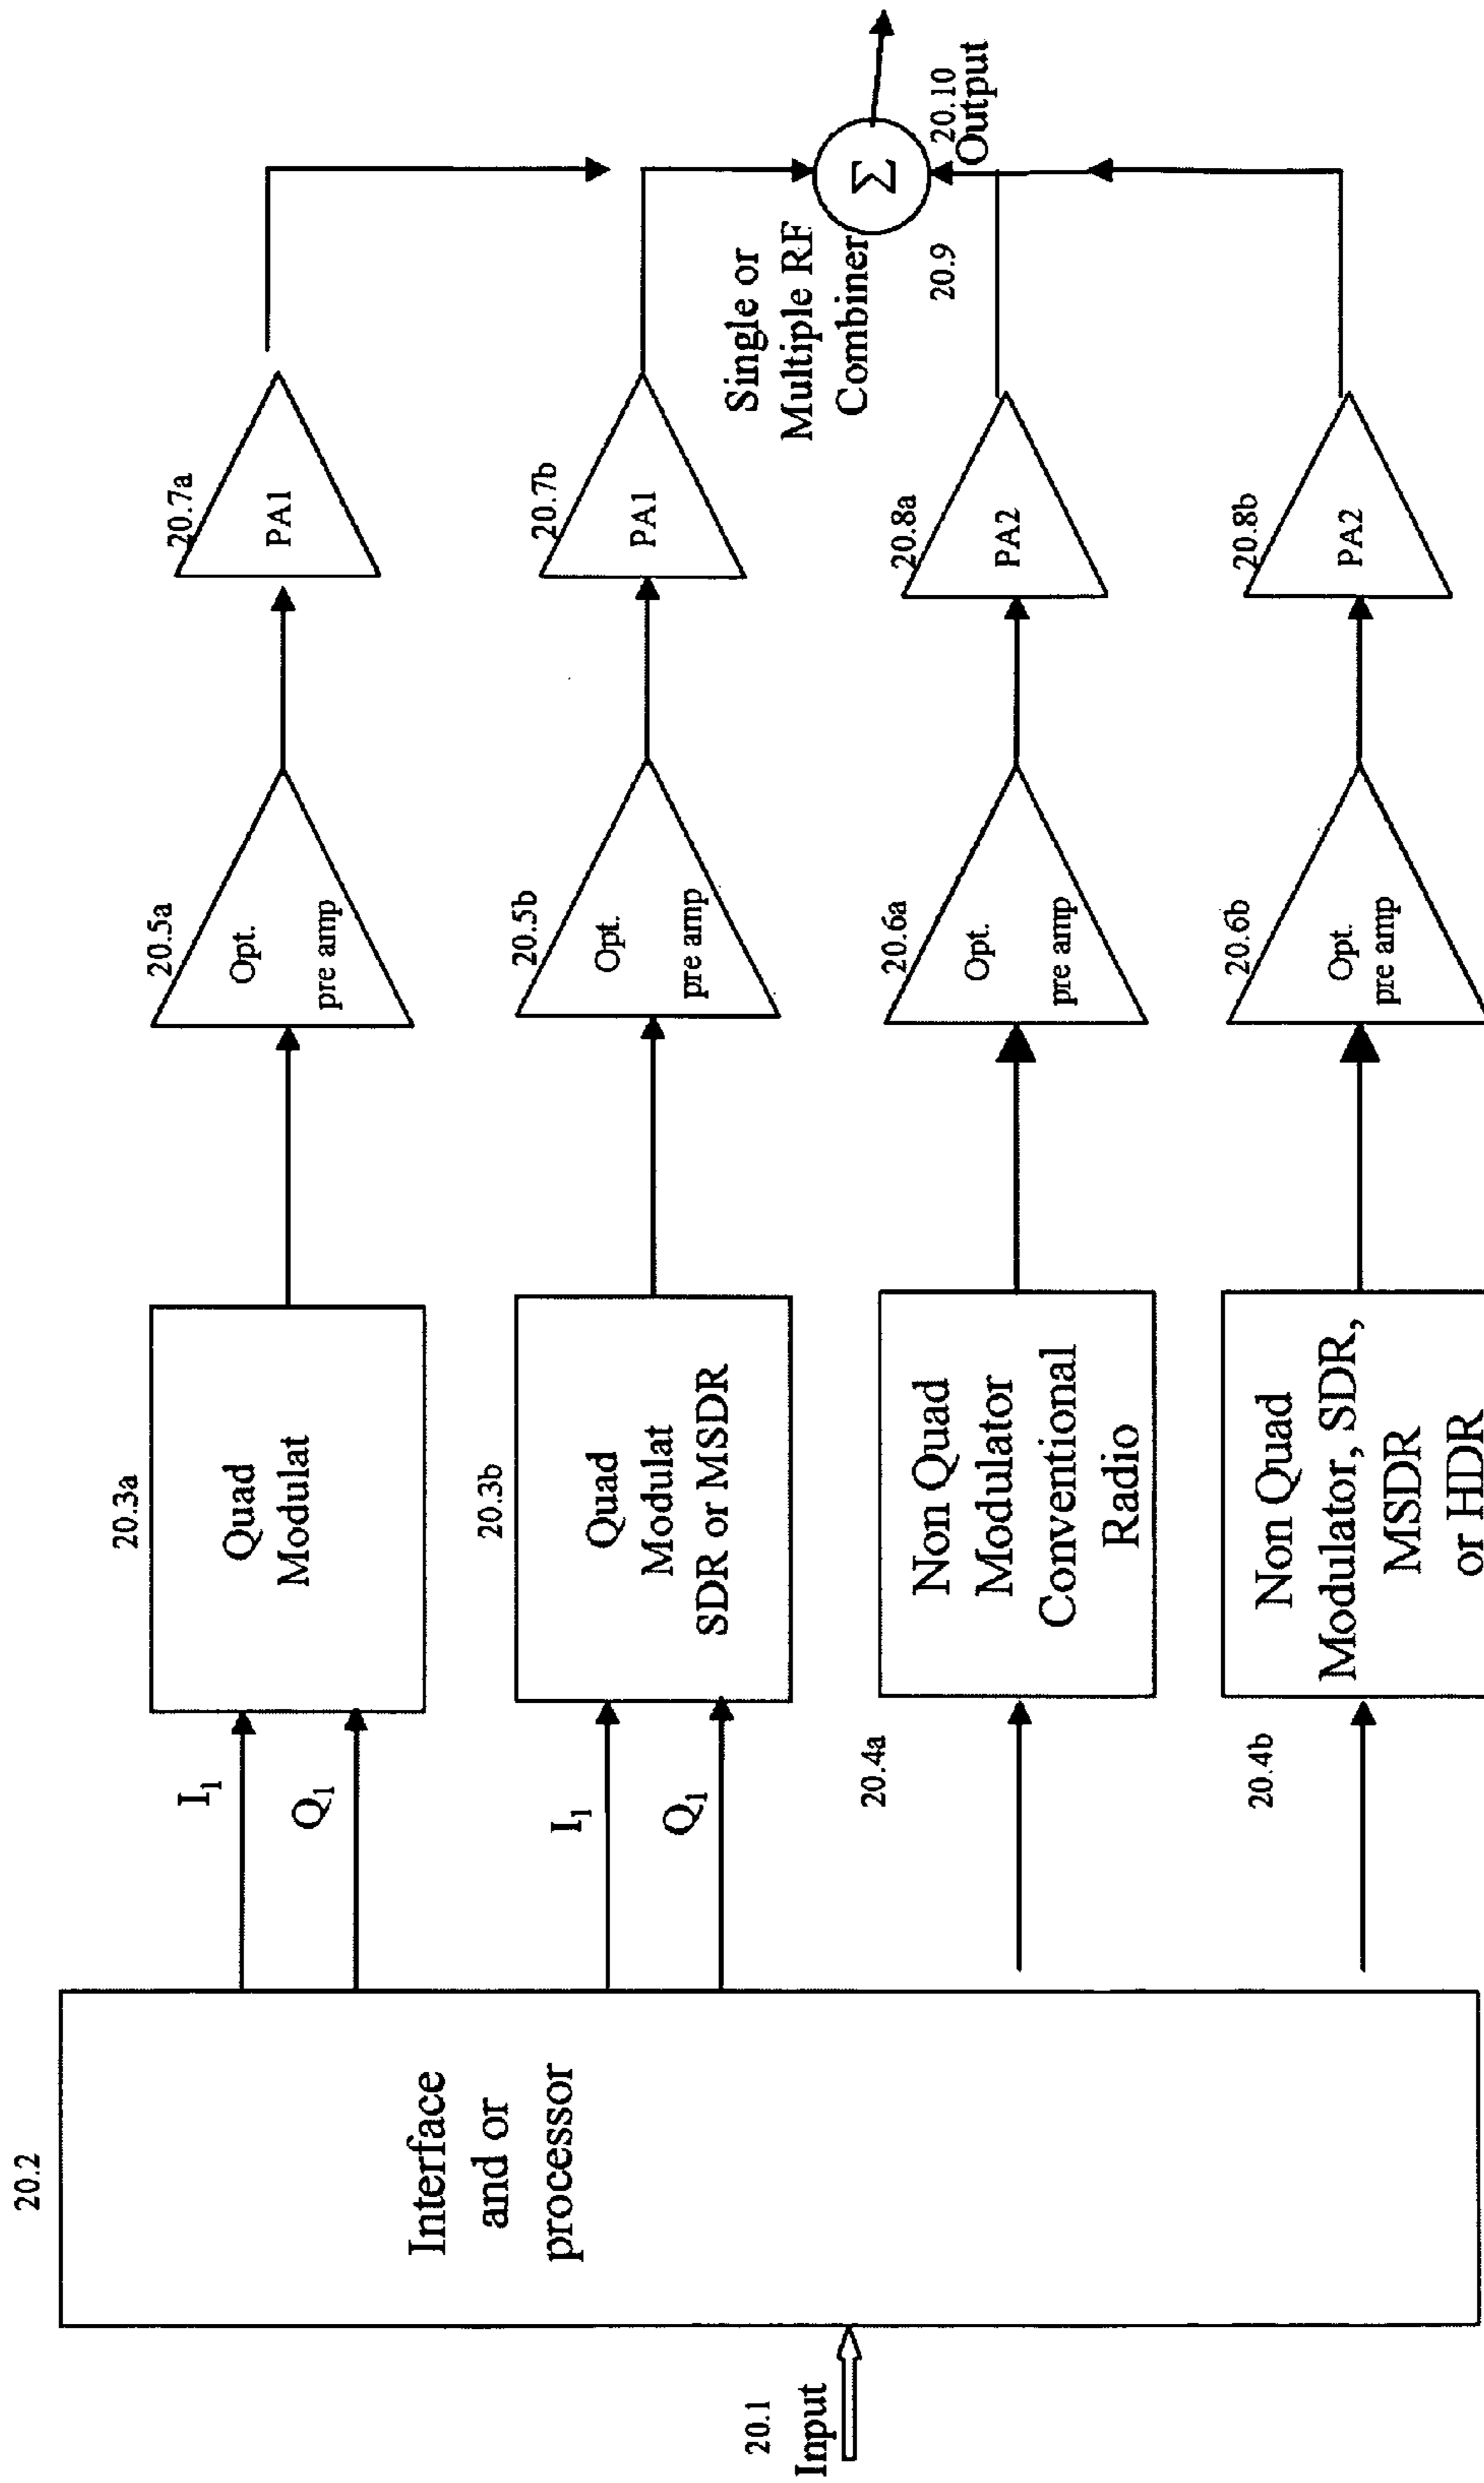 20.1
Input
20.2
Interface
and or
processor
I1
Q1
20.3a
Quad
Modulat
20.5a
Opt.
pre amp
20.7a
PA1
I1
Q1
20.3b
Quad
Modulat
SDR or MSDR
20.5b
Opt.
pre amp
20.7b
PA1
20.4a
Non Quad
Modulator
Conventional
Radio
20.6a
Opt.
pre amp
20.8a
PA2
20.4b
Non Quad
Modulator, SDR,
MSDR
or HDR
20.6b
Opt.
pre amp
20.8b
PA2
Single or
Multiple RF
Combiner
20.9
Σ
20.10
Output